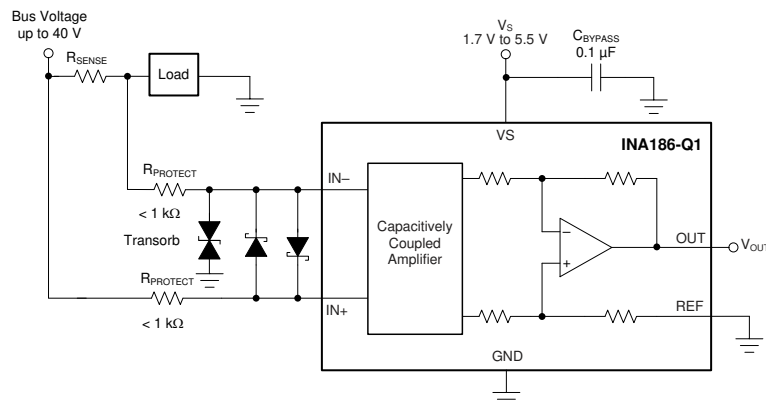 Bus Voltage
up to 40 V
RSENSE
Load
VS
1.7 V to 5.5 V
CBYPASS
0.1 µF
VS
INA186-Q1
RPROTECT
< 1 kΩ
IN–
Transorb
Capacitively
Coupled
Amplifier
–
+
OUT
VOUT
RPROTECT
< 1 kΩ
IN+
REF
GND